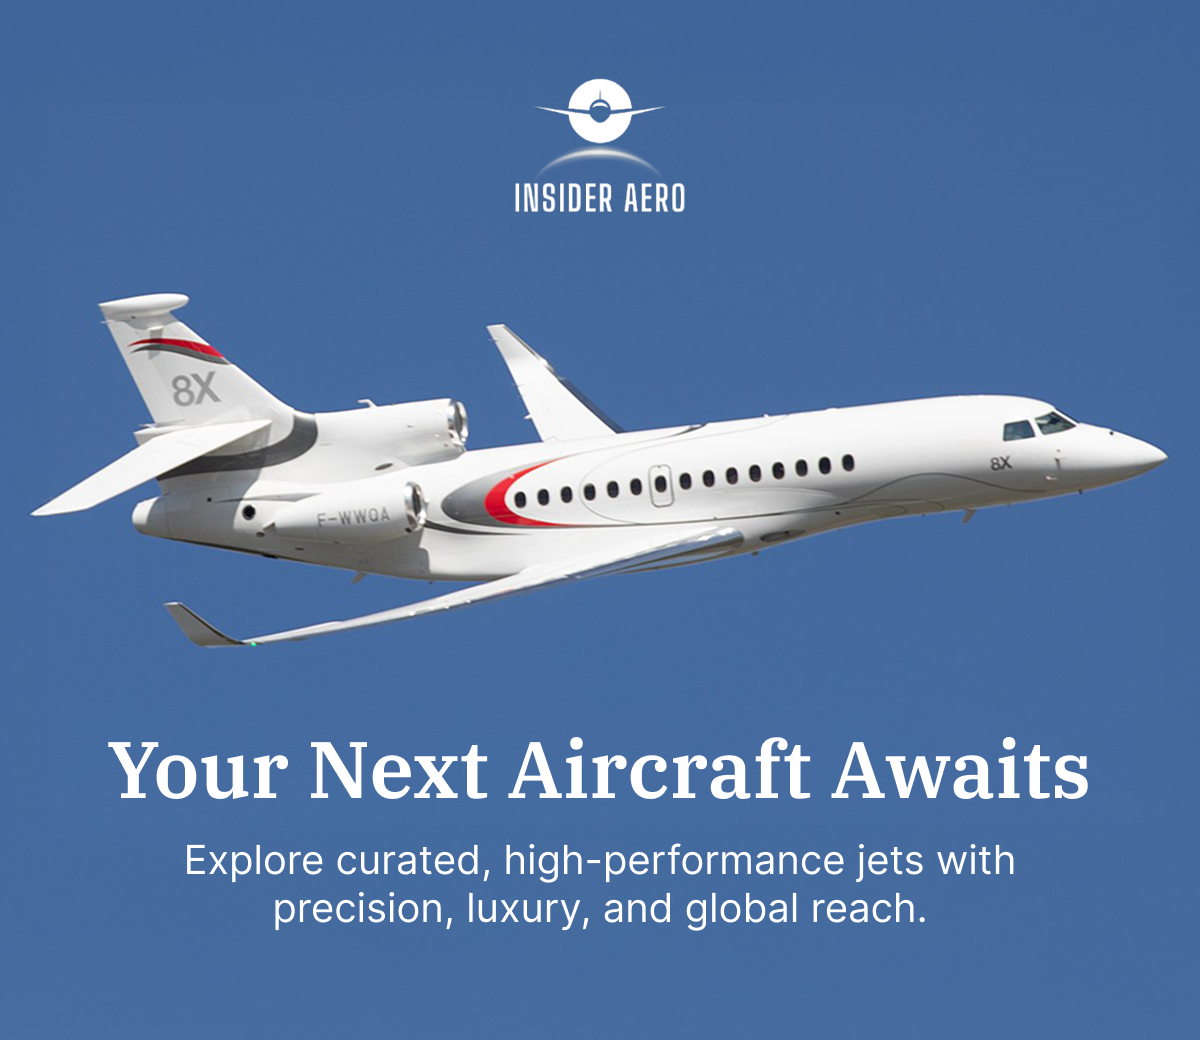 INSIDER AERO
8X
8X
F-WWQA
Your Next Aircraft Awaits
Explore curated, high-performance jets with
precision, luxury, and global reach.